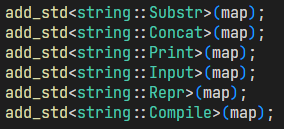 add_std<string::Substr>(map);
add_std<string::Concat>(map);
add_std<string::Print>(map);
add_std<string::Input>(map);
add_std<string::Repr>(map);
add_std<string::Compile>(map);